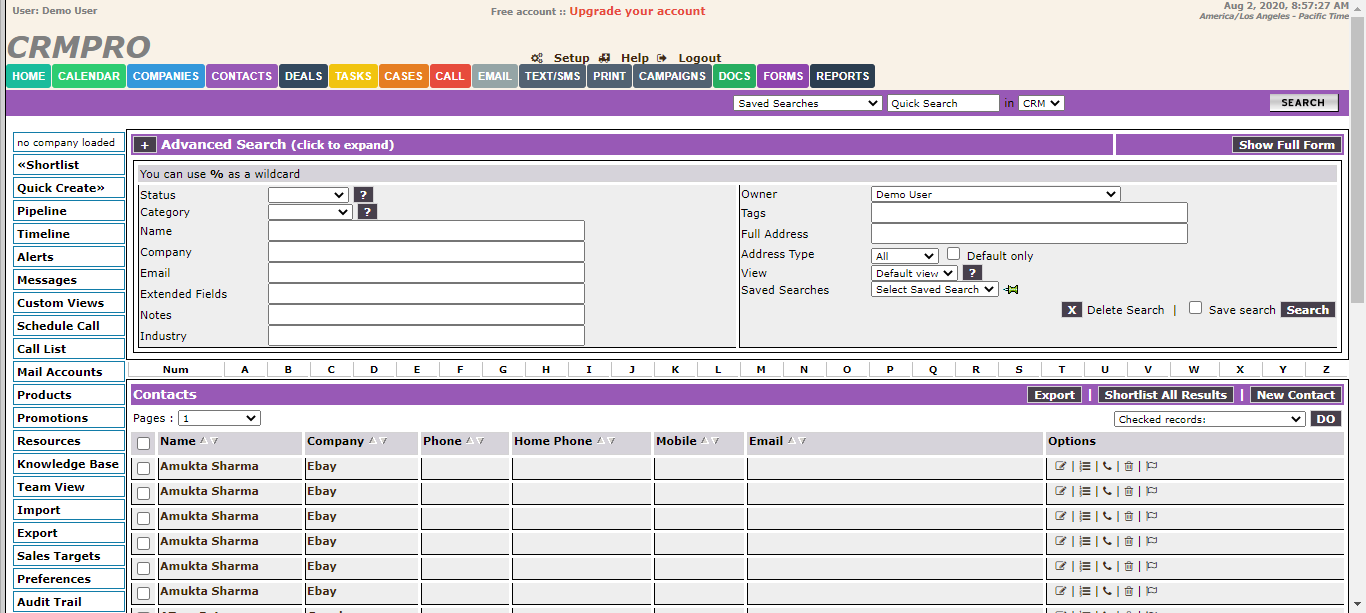 User: Demo User
Free account :: Upgrade your account
Aug 2, 2020, 8:57:27 AM
America/Los Angeles - Pacific Time
CRMPRO
Setup Help Logout
HOME CALENDAR COMPANIES CONTACTS DEALS TASKS CASES CALL EMAIL TEXT/SMS PRINT CAMPAIGNS DOCS FORMS REPORTS
Saved Searches Quick Search in CRM SEARCH
no company loaded
«Shortlist
Quick Create»
Pipeline
Timeline
Alerts
Messages
Custom Views
Schedule Call
Call List
Mail Accounts
Products
Promotions
Resources
Knowledge Base
Team View
Import
Export
Sales Targets
Preferences
Audit Trail
+ Advanced Search (click to expand) Show Full Form
You can use % as a wildcard
Status ?
Category ?
Name
Company
Email
Extended Fields
Notes
Industry
Owner Demo User
Tags
Full Address
Address Type All Default only
View Default view ?
Saved Searches Select Saved Search
X Delete Search | Save search Search
Num A B C D E F G H I J K L M N O P Q R S T U V W X Y Z
Contacts Export | Shortlist All Results | New Contact
Pages : 1 Checked records: DO
Name Company Phone Home Phone Mobile Email Options
Amukta Sharma Ebay | | | |
Amukta Sharma Ebay | | | |
Amukta Sharma Ebay | | | |
Amukta Sharma Ebay | | | |
Amukta Sharma Ebay | | | |
Amukta Sharma Ebay | | | |